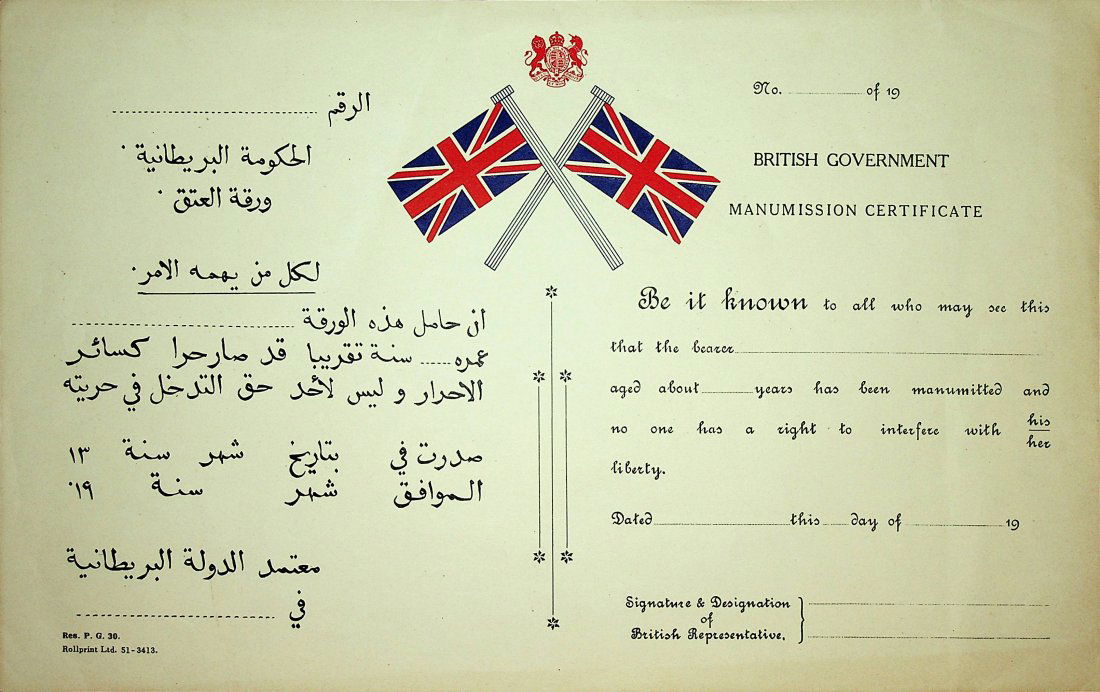 الرقم
الحكومة البريطانية
ورقة العتق
لكل من يهمه الامر
ان حامل هذه الورقة
عمره سنة تقريبا قد صار حرا كسائر
الاحرار و ليس لأحد حق التدخل في حريته
صدرت في بتاريخ شهر سنة ١٣
الموافق شهر سنة ١٩
معتمد الدولة البريطانية
في
Res. P. G. 30.
Rollprint Ltd. 51-3413.
No. of 19
BRITISH GOVERNMENT
MANUMISSION CERTIFICATE
Be it known to all who may see this
that the bearer
aged about years has been manumitted and
no one has a right to interfere with his
her
liberty.
Dated this day of 19
Signature & Designation
of
British Representative.